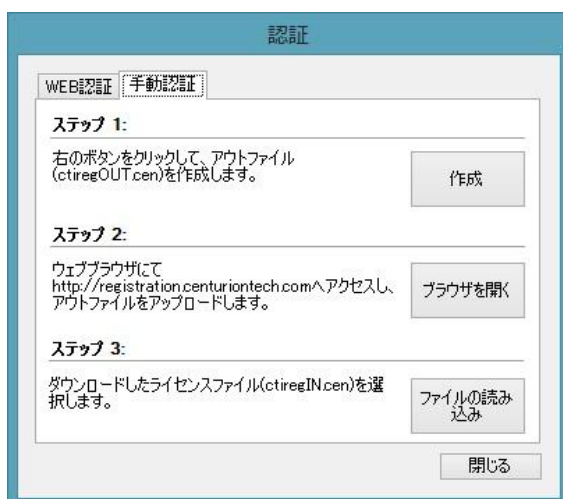 認証
WEB認証 手動認証
ステップ 1:
右のボタンをクリックして、アウトファイル
(ctiregOUT.cen)を作成します。
作成
ステップ 2:
ウェブブラウザにて
http://registration.centuriontech.comへアクセスし、
アウトファイルをアップロードします。
ブラウザを開く
ステップ 3:
ダウンロードしたライセンスファイル(ctiregIN.cen)を選
択します。
ファイルの読み
込み
閉じる